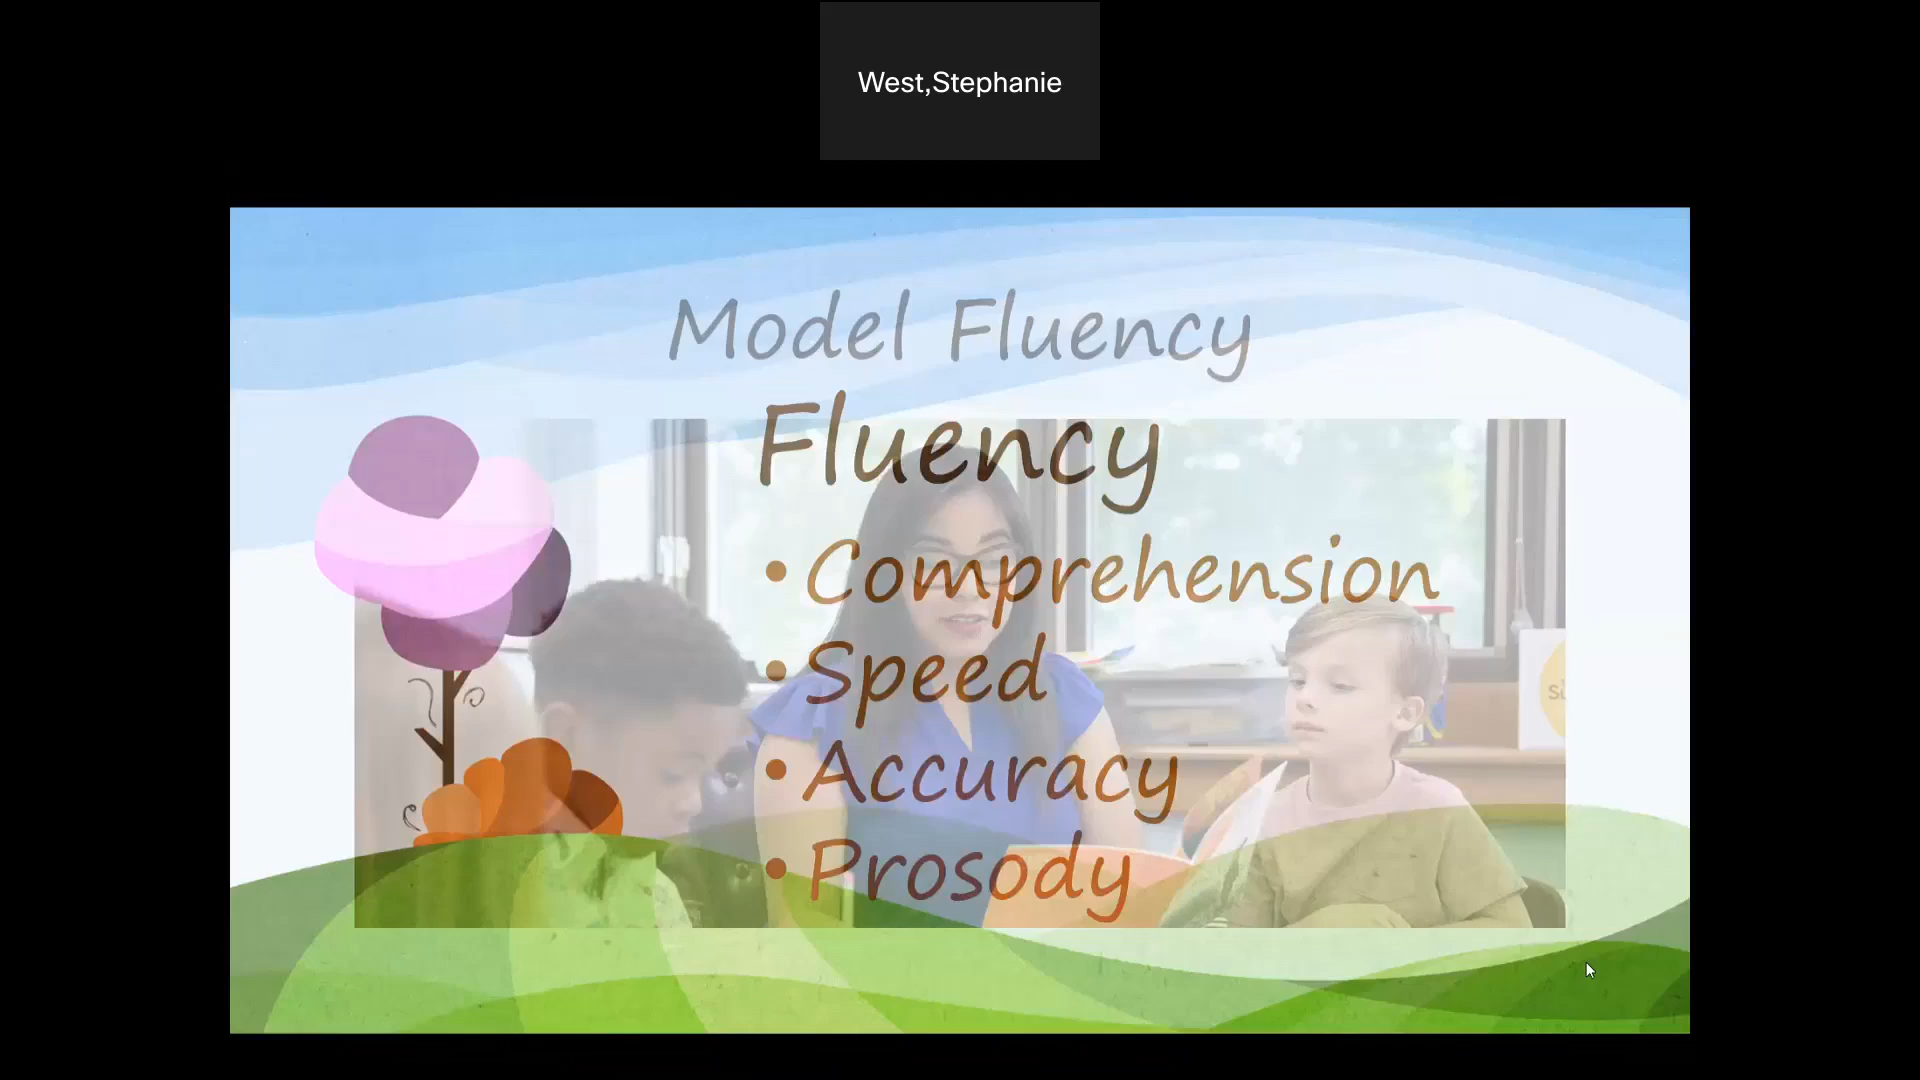 West,Stephanie
Model Fluency
Fluency
• Comprehension
• Speed
• Accuracy
• Prosody